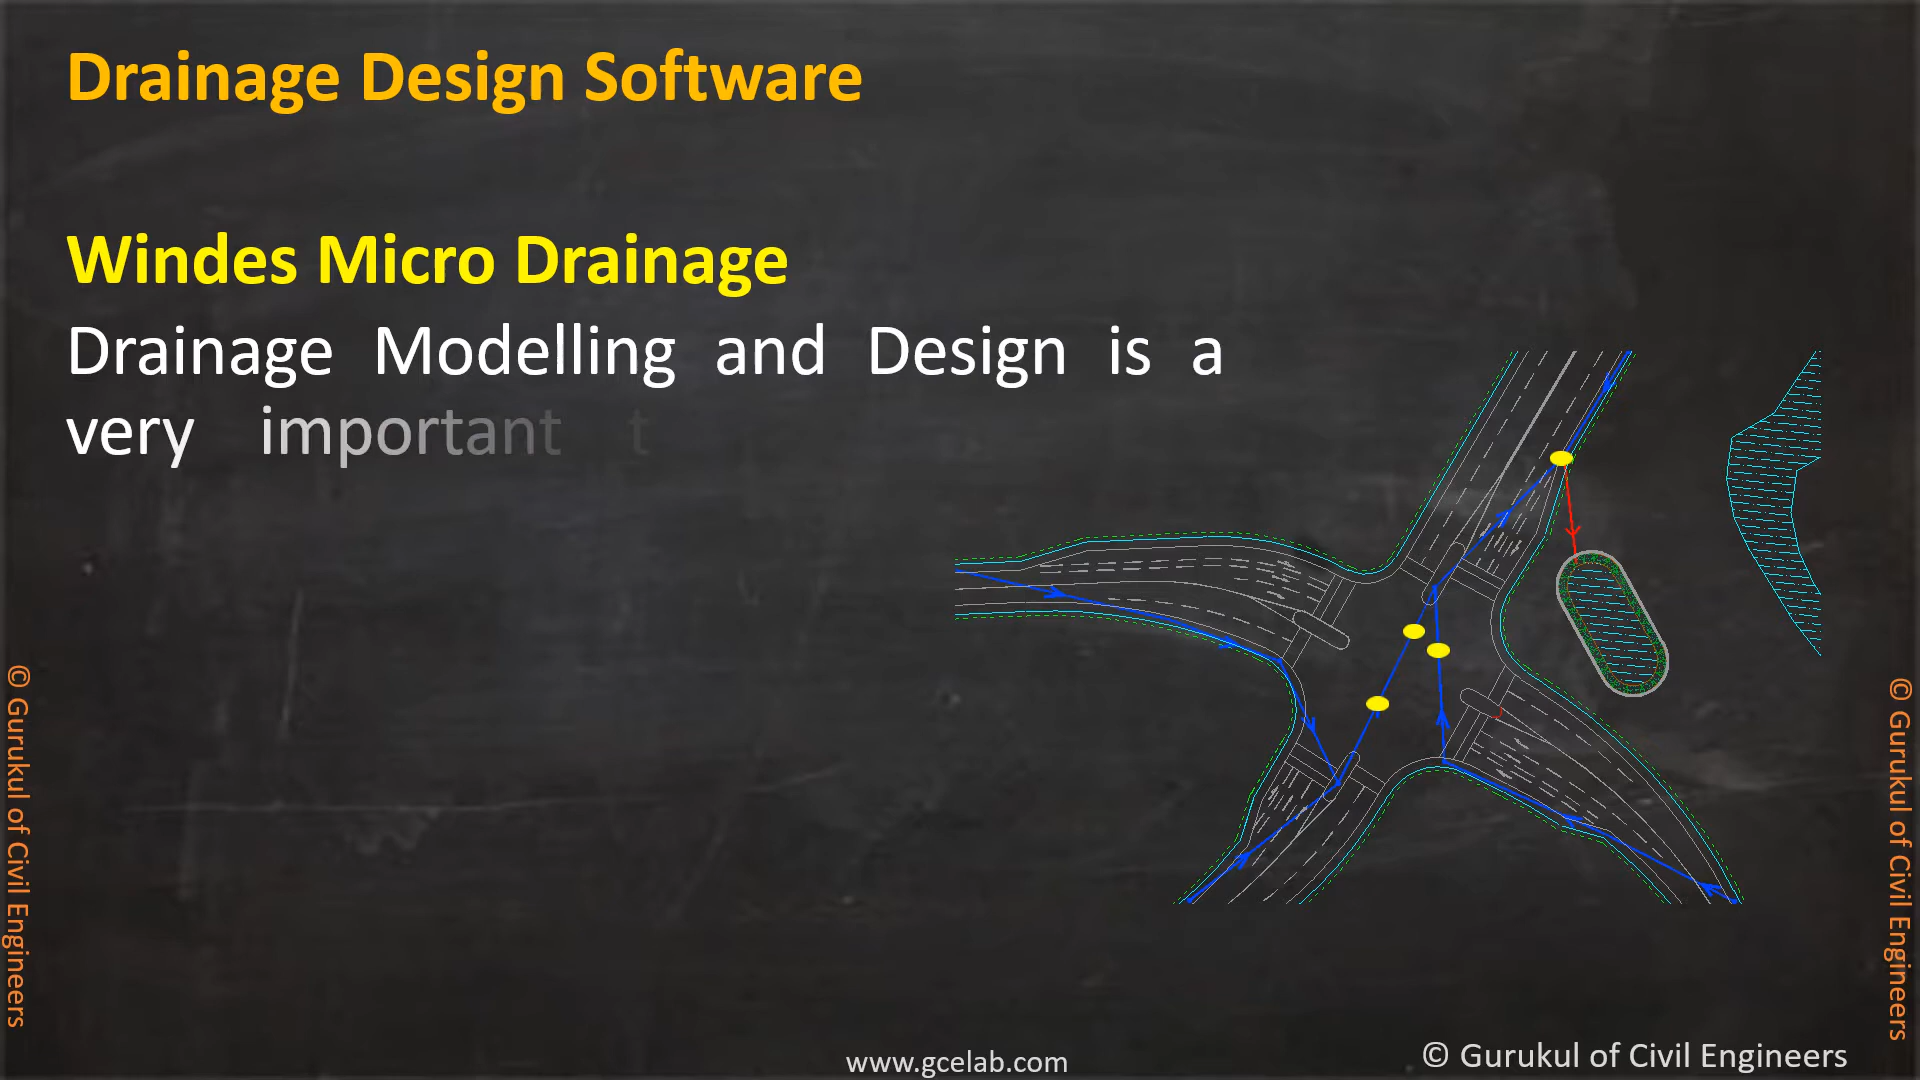 Drainage Design Software
Windes Micro Drainage
Drainage Modelling and Design is a
very important t
© Gurukul of Civil Engineers
© Gurukul of Civil Engineers
www.gcelab.com
© Gurukul of Civil Engineers